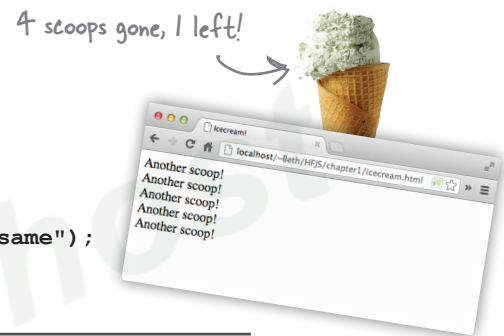 4 scoops gone, 1 left!
Icecream!
localhost/~Beth/HFJS/chapter1/icecream.html
Another scoop!
Another scoop!
Another scoop!
Another scoop!
Another scoop!
same");
host